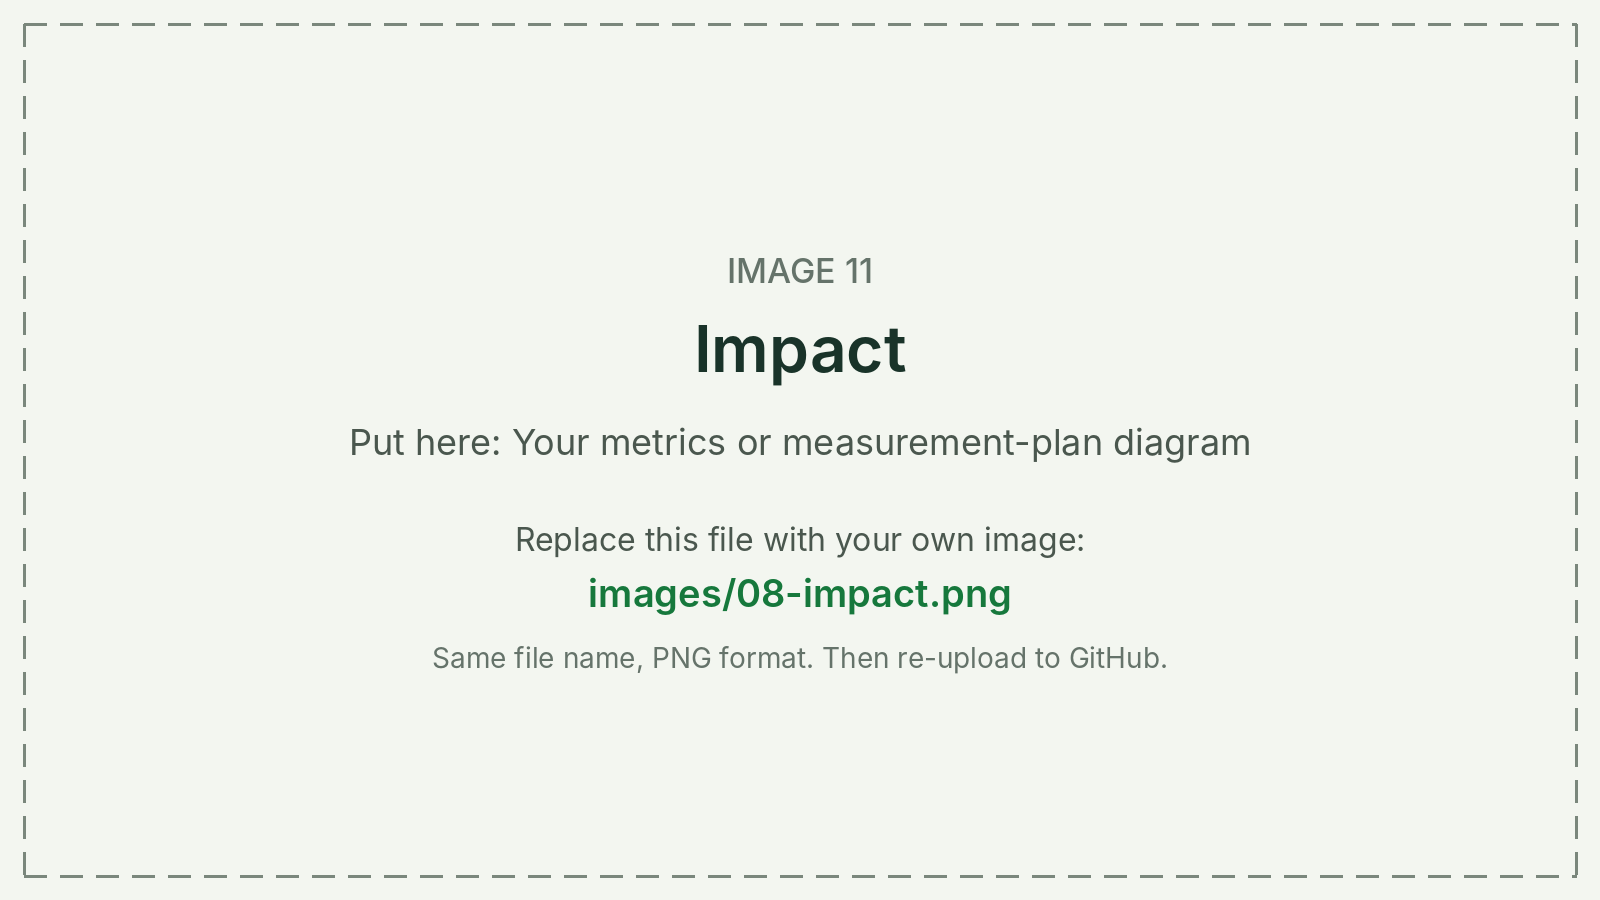 IMAGE 11
Impact
Put here: Your metrics or measurement-plan diagram
Replace this file with your own image:
images/08-impact.png
Same file name, PNG format. Then re-upload to GitHub.